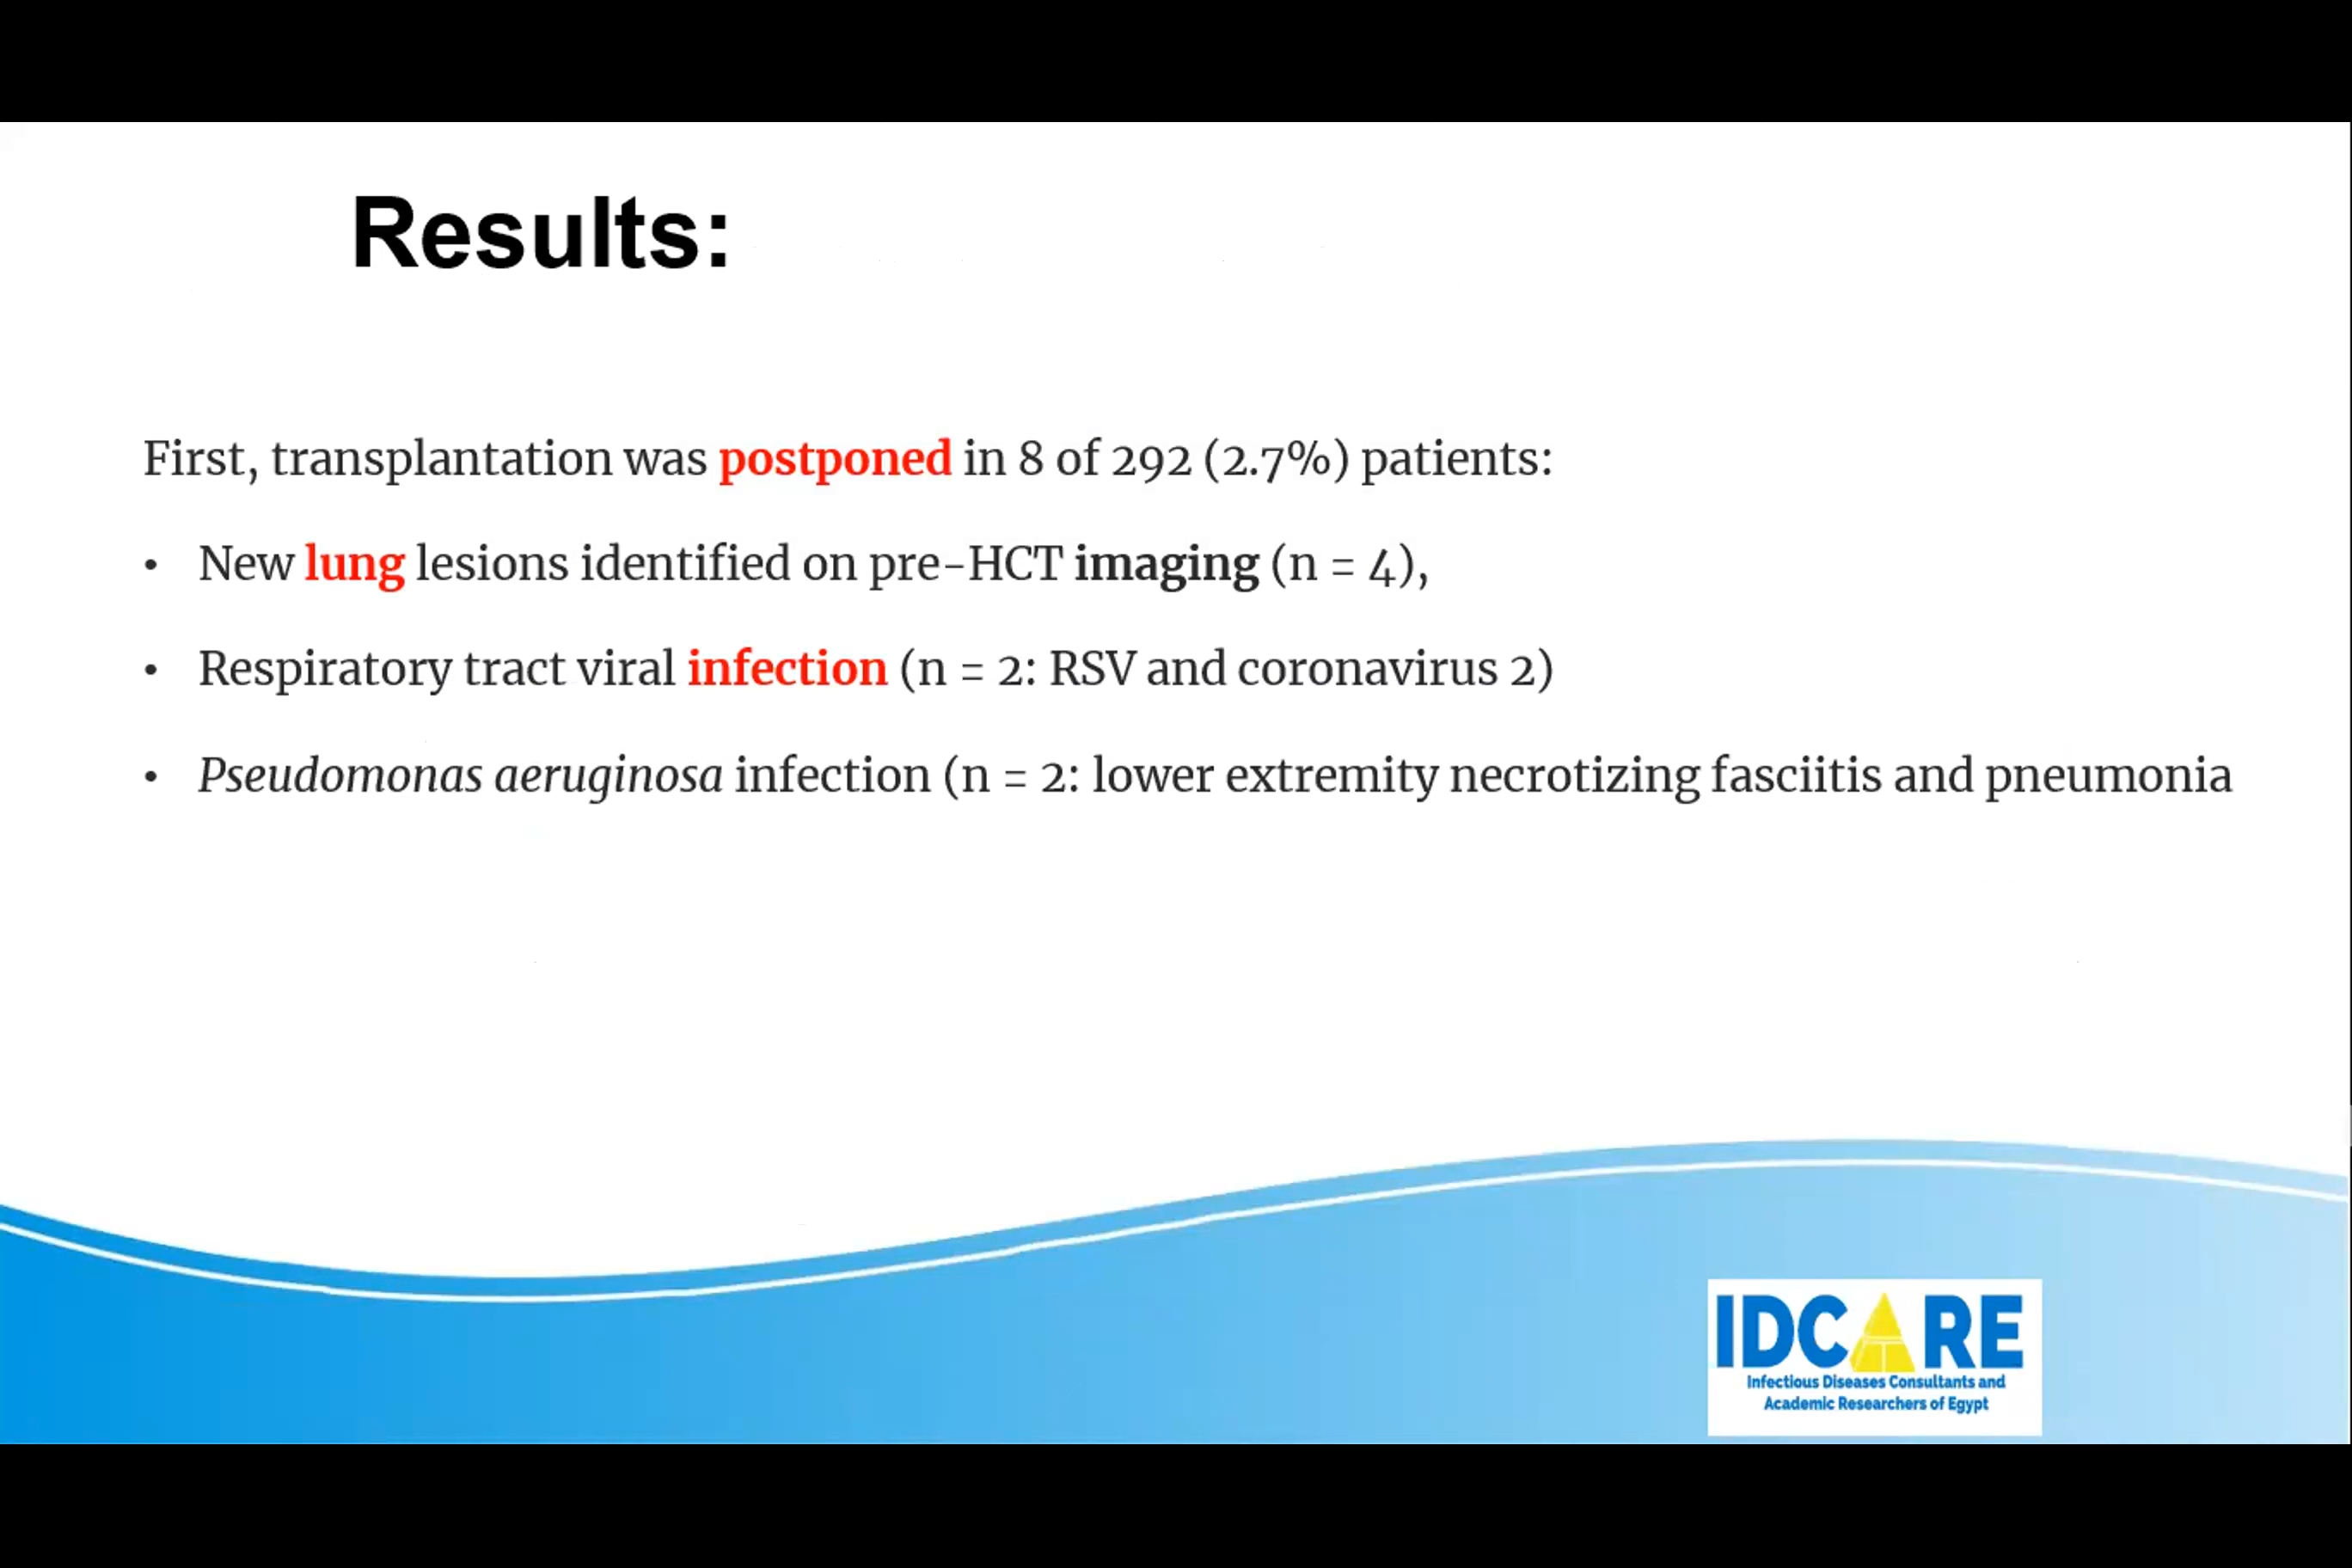 Results:
First, transplantation was postponed in 8 of 292 (2.7%) patients:
• New lung lesions identified on pre-HCT imaging (n = 4),
• Respiratory tract viral infection (n = 2: RSV and coronavirus 2)
• Pseudomonas aeruginosa infection (n = 2: lower extremity necrotizing fasciitis and pneumonia
IDCARE
Infectious Diseases Consultants and
Academic Researchers of Egypt